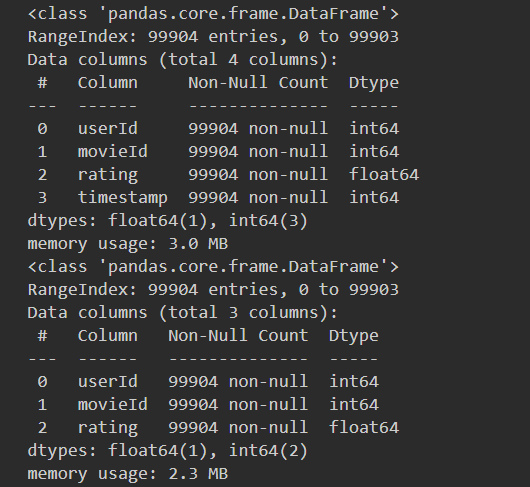 <class 'pandas.core.frame.DataFrame'>
RangeIndex: 99904 entries, 0 to 99903
Data columns (total 4 columns):
 #   Column     Non-Null Count  Dtype
---  ------     --------------  -----
 0   userId     99904 non-null  int64
 1   movieId    99904 non-null  int64
 2   rating     99904 non-null  float64
 3   timestamp  99904 non-null  int64
dtypes: float64(1), int64(3)
memory usage: 3.0 MB
<class 'pandas.core.frame.DataFrame'>
RangeIndex: 99904 entries, 0 to 99903
Data columns (total 3 columns):
 #   Column   Non-Null Count  Dtype
---  ------   --------------  -----
 0   userId   99904 non-null  int64
 1   movieId  99904 non-null  int64
 2   rating   99904 non-null  float64
dtypes: float64(1), int64(2)
memory usage: 2.3 MB